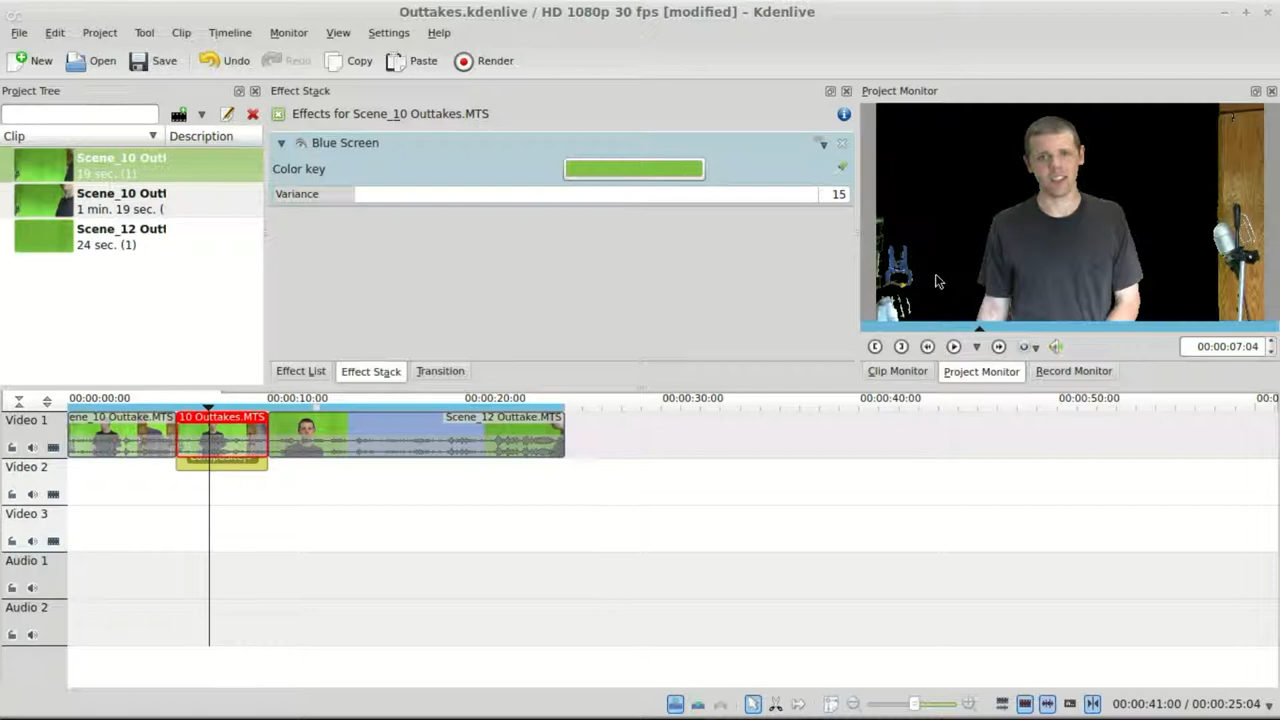 Outtakes.kdenlive / HD 1080p 30 fps [modified] – Kdenlive
File Edit Project Tool Clip Timeline Monitor View Settings Help
New Open Save Undo Redo Copy Paste Render
Project Tree
Clip Description
Scene_10 Outt
19 sec. (1)
Scene_10 Outt
1 min. 19 sec. (
Scene_12 Outt
24 sec. (1)
Effect Stack
Effects for Scene_10 Outtakes.MTS
Blue Screen
Color key
Variance 15
Effect List Effect Stack Transition
Project Monitor
00:00:07:04
Clip Monitor Project Monitor Record Monitor
00:00:00:00 00:00:10:00 00:00:20:00 00:00:30:00 00:00:40:00 00:00:50:00 00:0
Video 1 ene_10 Outtake.MTS 10 Outtakes.MTS Scene_12 Outtake.MTS
Video 2
Video 3
Audio 1
Audio 2
00:00:41:00 / 00:00:25:04